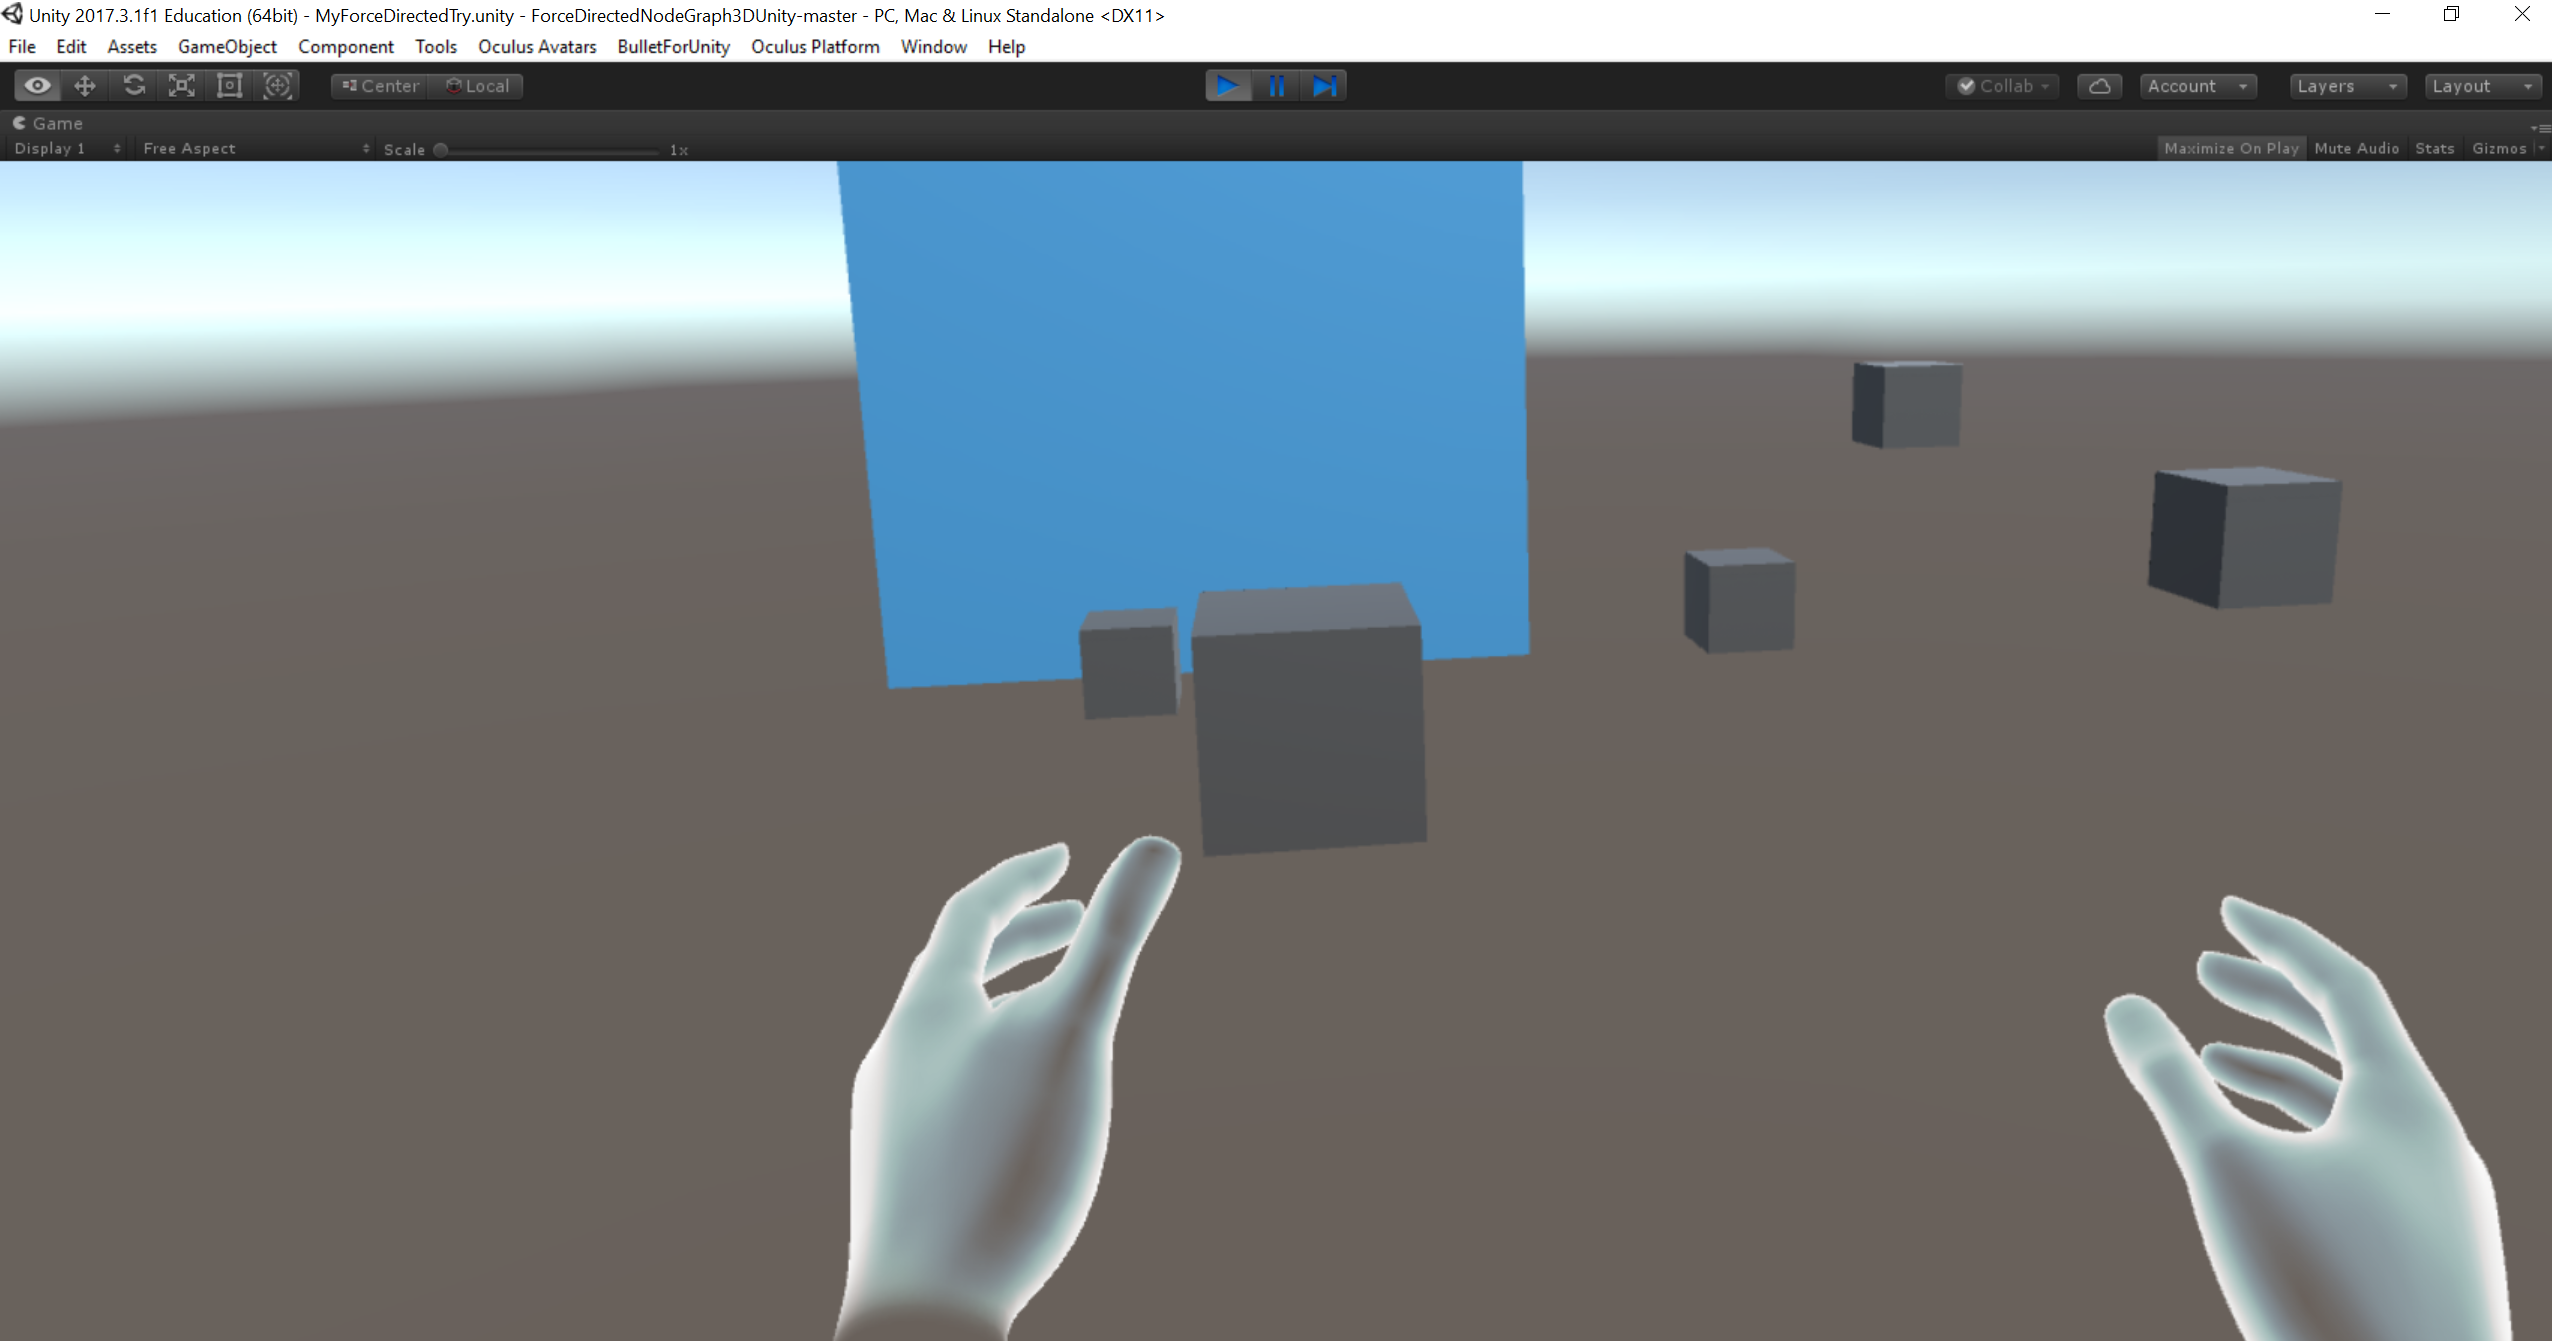 Unity 2017.3.1f1 Education (64bit) - MyForceDirectedTry.unity - ForceDirectedNodeGraph3DUnity-master - PC, Mac & Linux Standalone <DX11>
File Edit Assets GameObject Component Tools Oculus Avatars BulletForUnity Oculus Platform Window Help
Center Local Collab Account Layers Layout
Game
Display 1 Free Aspect Scale 1x Maximize On Play Mute Audio Stats Gizmos